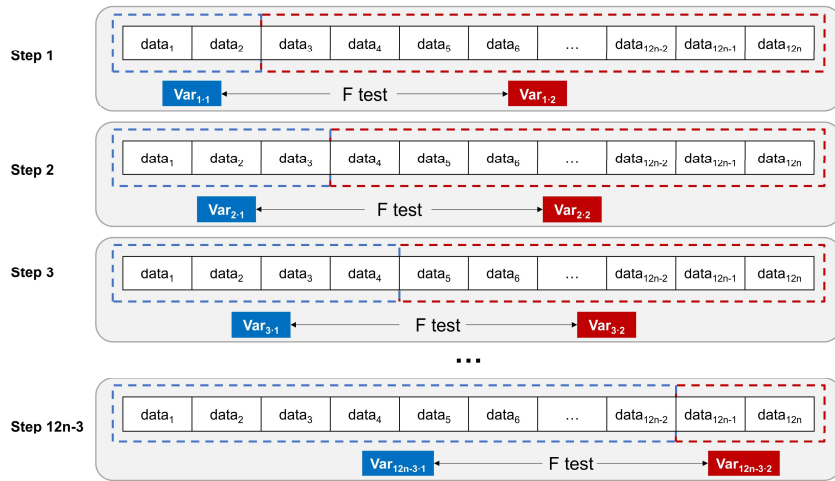 Step 1
data₁ data₂ data₃ data₄ data₅ data₆ ... data₁₂ₙ₋₂ data₁₂ₙ₋₁ data₁₂ₙ
Var₁.₁ F test Var₁.₂
Step 2
data₁ data₂ data₃ data₄ data₅ data₆ ... data₁₂ₙ₋₂ data₁₂ₙ₋₁ data₁₂ₙ
Var₂.₁ F test Var₂.₂
Step 3
data₁ data₂ data₃ data₄ data₅ data₆ ... data₁₂ₙ₋₂ data₁₂ₙ₋₁ data₁₂ₙ
Var₃.₁ F test Var₃.₂
...
Step 12n-3
data₁ data₂ data₃ data₄ data₅ data₆ ... data₁₂ₙ₋₂ data₁₂ₙ₋₁ data₁₂ₙ
Var₁₂ₙ₋₃.₁ F test Var₁₂ₙ₋₃.₂